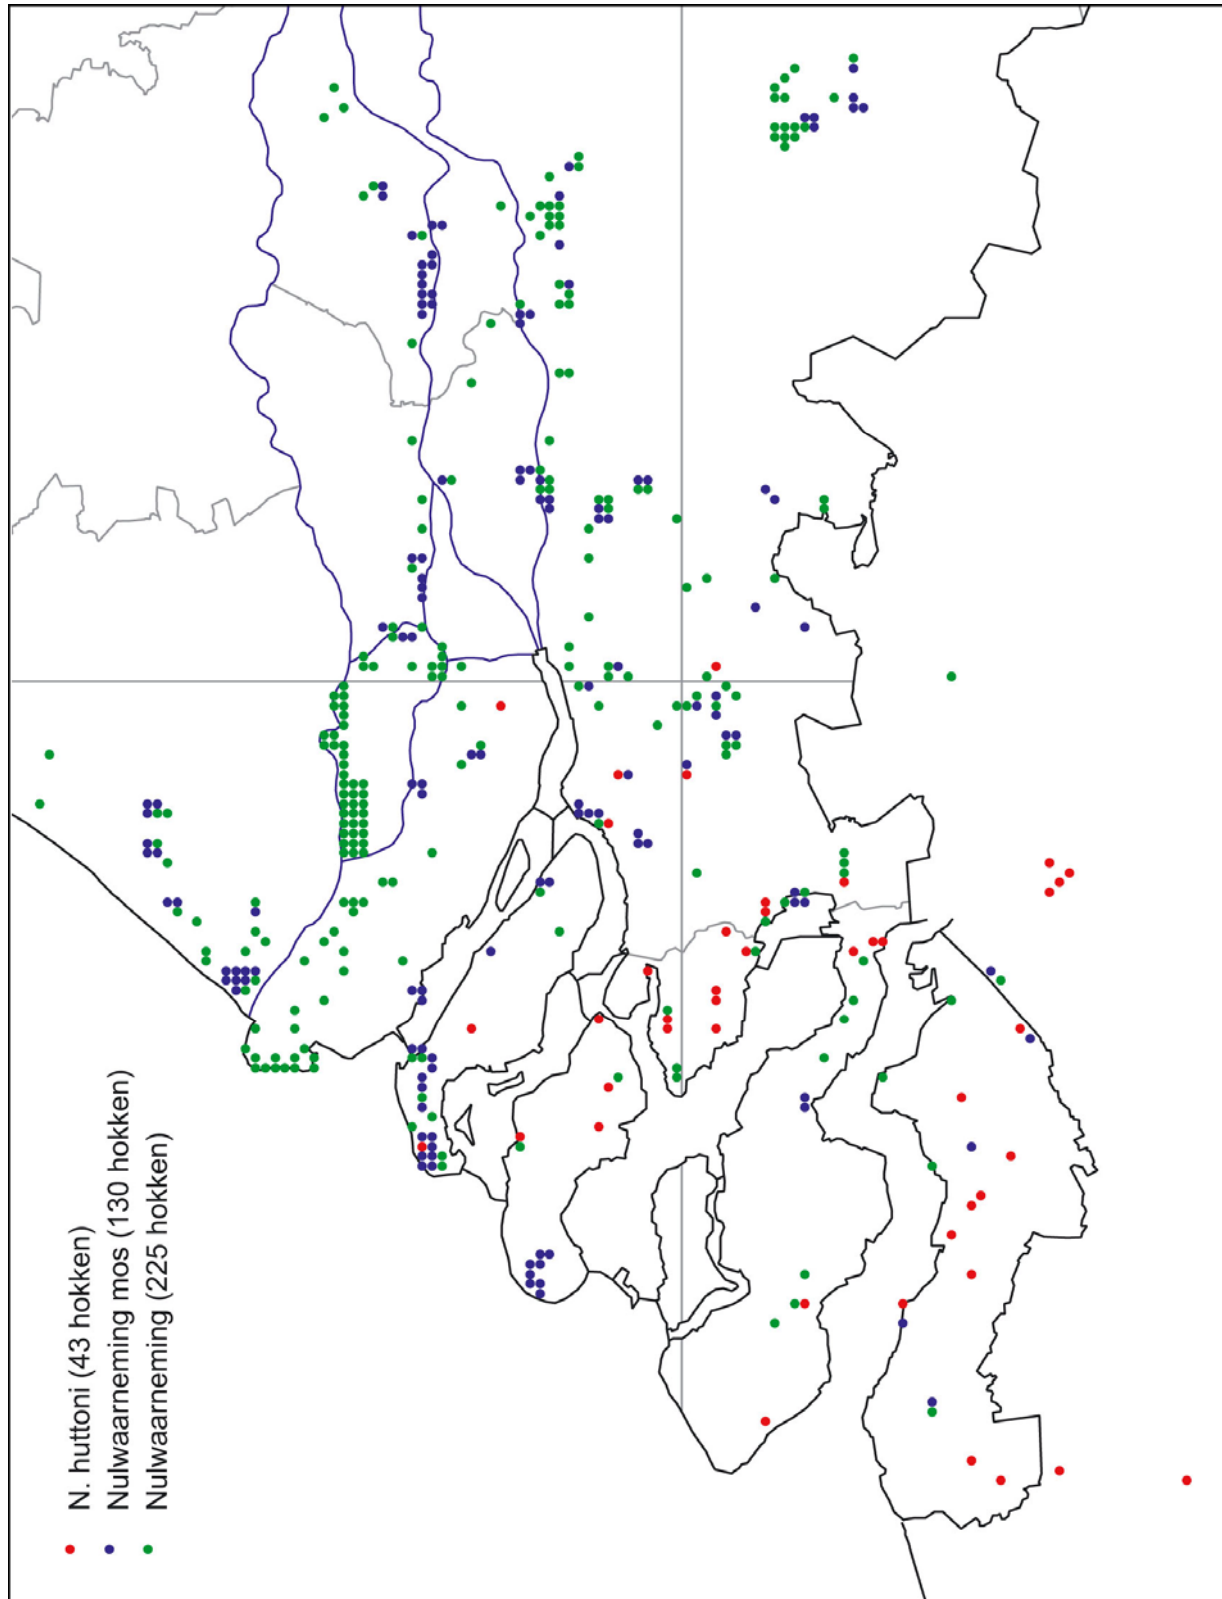 N. huttoni (43 hokken)
Nulwaarneming mos (130 hokken)
Nulwaarneming (225 hokken)